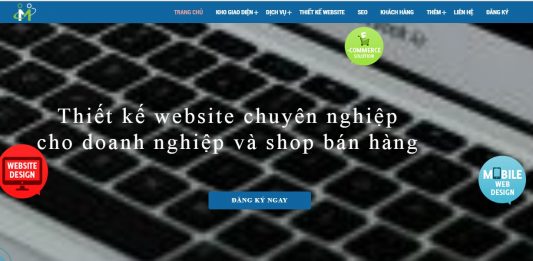 TRANG CHỦ KHO GIAO DIỆN+ DỊCH VỤ+ THIẾT KẾ WEBSITE SEO KHÁCH HÀNG THÊM+ LIÊN HỆ ĐĂNG KÝ
E-COMMERCE
SOLUTION
Thiết kế website chuyên nghiệp
cho doanh nghiệp và shop bán hàng
WEBSITE
DESIGN
MOBILE
WEB
DESIGN
ĐĂNG KÝ NGAY